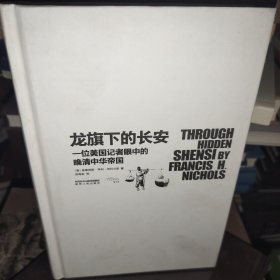 龙旗下的长安
一位美国记者眼中的
晚清中华帝国
THROUGH
HIDDEN
SHENSI BY
FRANCIS H.
NICHOLS